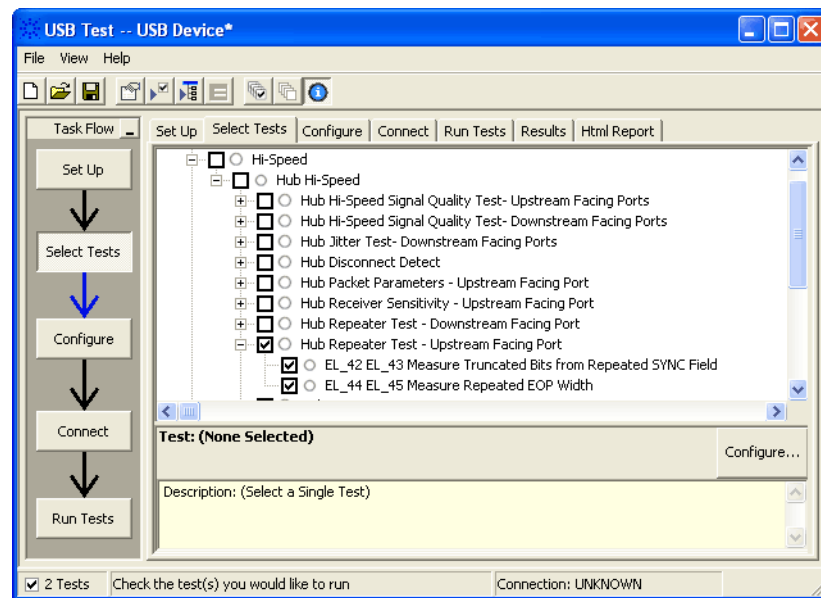 USB Test -- USB Device*
File View Help
Task Flow
Set Up
Select Tests
Configure
Connect
Run Tests
Set Up Select Tests Configure Connect Run Tests Results Html Report
Hi-Speed
Hub Hi-Speed
Hub Hi-Speed Signal Quality Test- Upstream Facing Ports
Hub Hi-Speed Signal Quality Test- Downstream Facing Ports
Hub Jitter Test- Downstream Facing Ports
Hub Disconnect Detect
Hub Packet Parameters - Upstream Facing Port
Hub Receiver Sensitivity - Upstream Facing Port
Hub Repeater Test - Downstream Facing Port
Hub Repeater Test - Upstream Facing Port
EL_42 EL_43 Measure Truncated Bits from Repeated SYNC Field
EL_44 EL_45 Measure Repeated EOP Width
Test: (None Selected)
Configure...
Description: (Select a Single Test)
2 Tests Check the test(s) you would like to run Connection: UNKNOWN